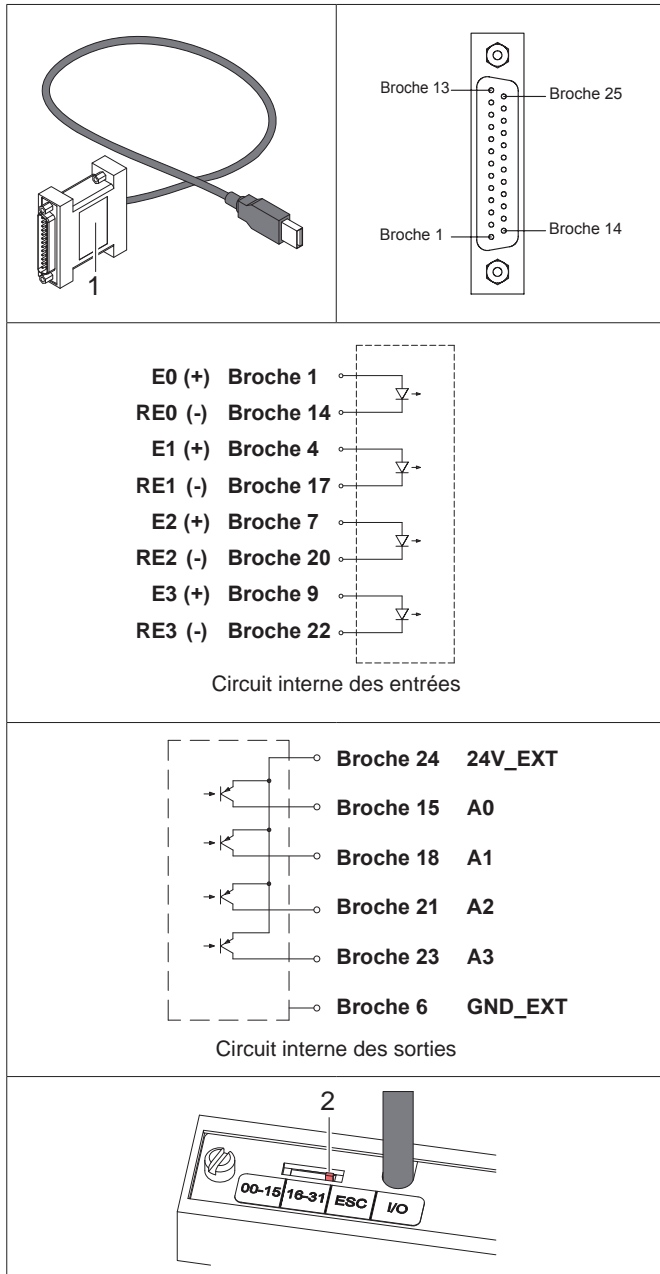 1
Broche 13
Broche 25
Broche 1
Broche 14
E0 (+) Broche 1
RE0 (-) Broche 14
E1 (+) Broche 4
RE1 (-) Broche 17
E2 (+) Broche 7
RE2 (-) Broche 20
E3 (+) Broche 9
RE3 (-) Broche 22
Circuit interne des entrées
Broche 24 24V_EXT
Broche 15 A0
Broche 18 A1
Broche 21 A2
Broche 23 A3
Broche 6 GND_EXT
Circuit interne des sorties
2
00-15 16-31 ESC I/O